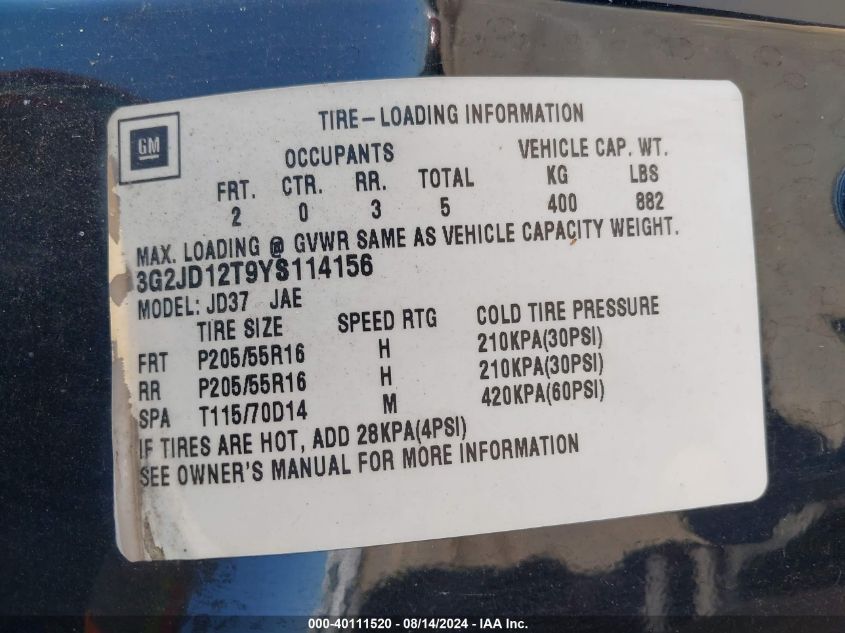 TIRE-LOADING INFORMATION
GM
OCCUPANTS VEHICLE CAP. WT.
FRT. CTR. RR. TOTAL KG LBS
2 0 3 5 400 882
MAX. LOADING @ GVWR SAME AS VEHICLE CAPACITY WEIGHT.
3G2JD12T9YS114156
MODEL: JD37 JAE
TIRE SIZE SPEED RTG COLD TIRE PRESSURE
FRT P205/55R16 H 210KPA(30PSI)
RR P205/55R16 H 210KPA(30PSI)
SPA T115/70D14 M 420KPA(60PSI)
IF TIRES ARE HOT, ADD 28KPA(4PSI)
SEE OWNER'S MANUAL FOR MORE INFORMATION
000-40111520 - 08/14/2024 - IAA Inc.